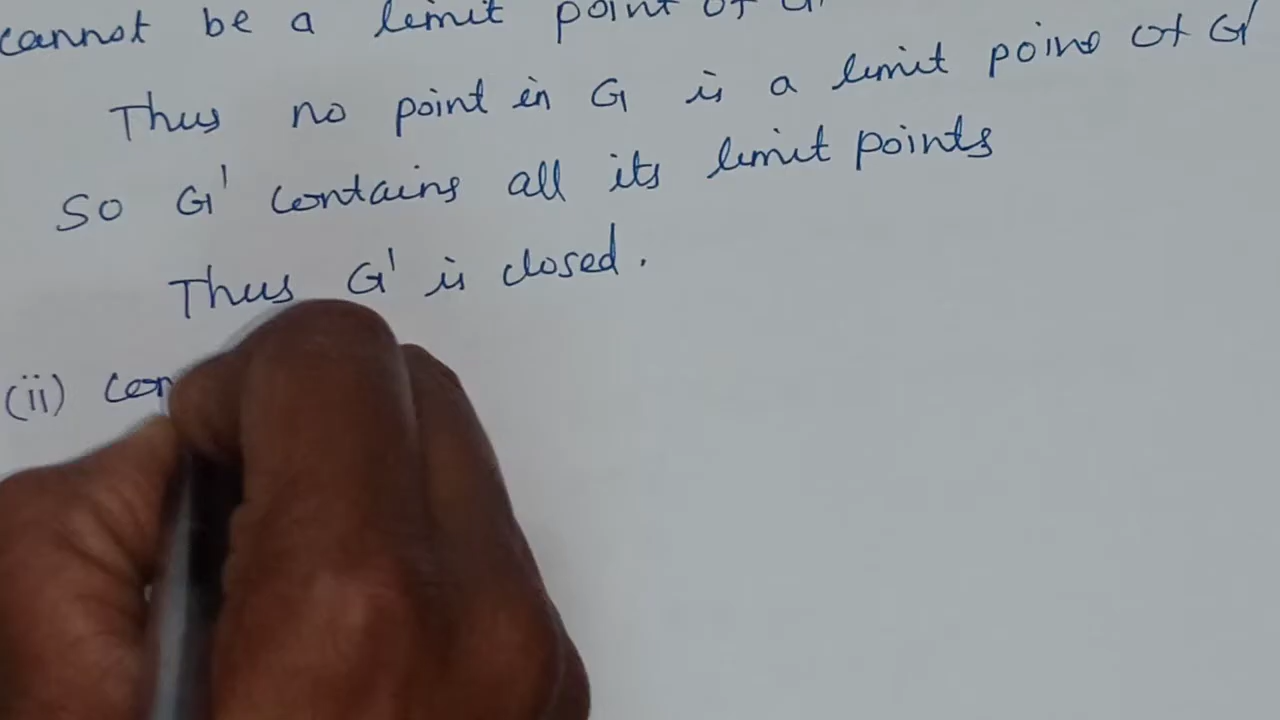 cannot be a limit point of G'
Thus no point in G is a limit point of G'
So G' contains all its limit points
Thus G' is closed.
(ii) con